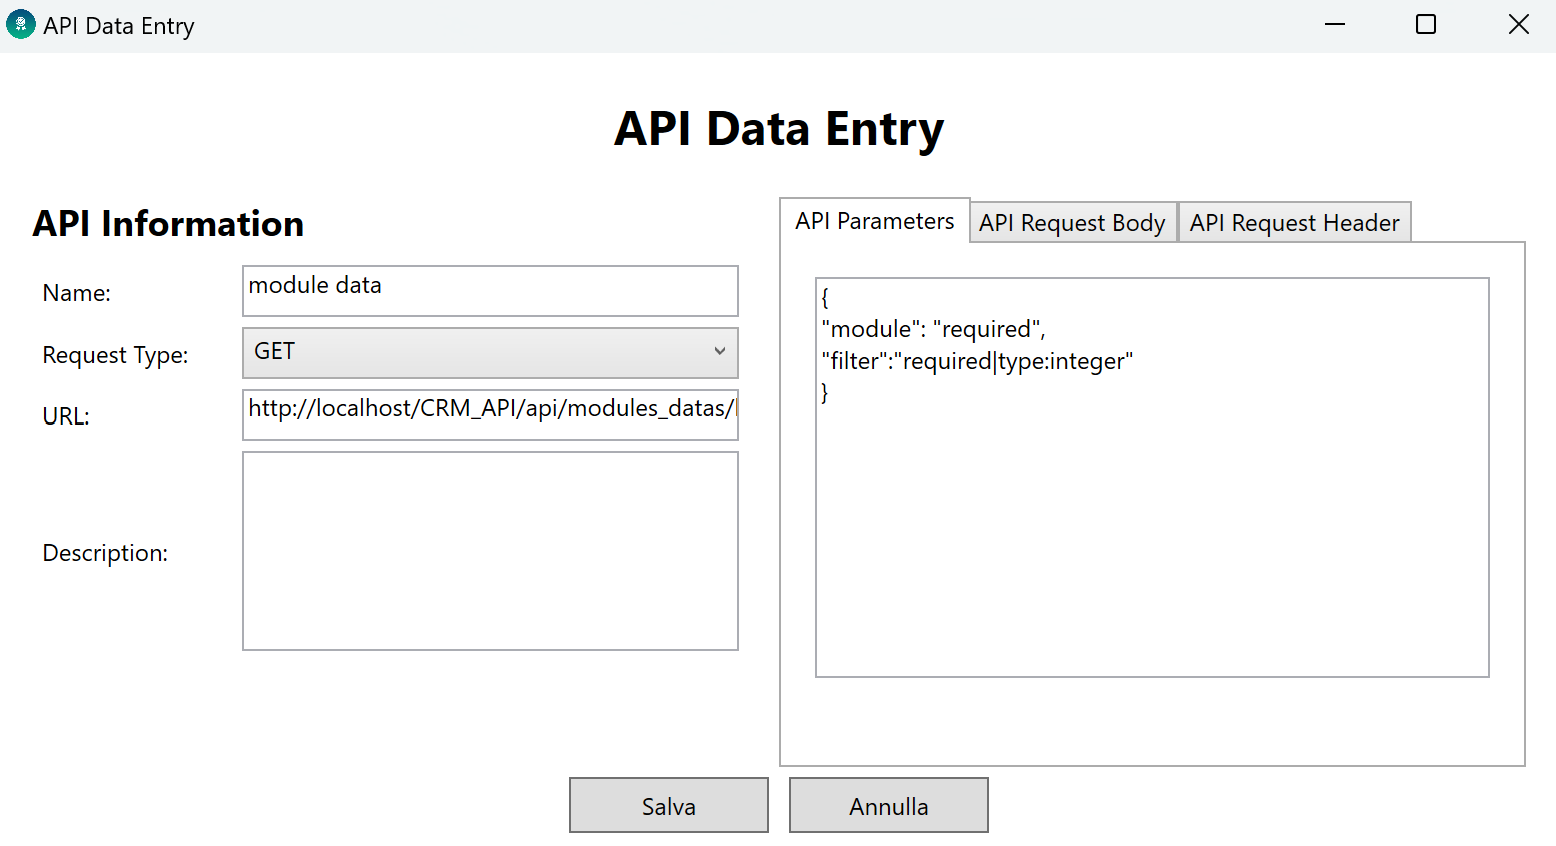 API Data Entry
API Data Entry
API Information
Name:
module data
Request Type:
GET
URL:
http://localhost/CRM_API/api/modules_datas/
Description:
API Parameters
API Request Body
API Request Header
{
"module": "required",
"filter":"required|type:integer"
}
Salva
Annulla